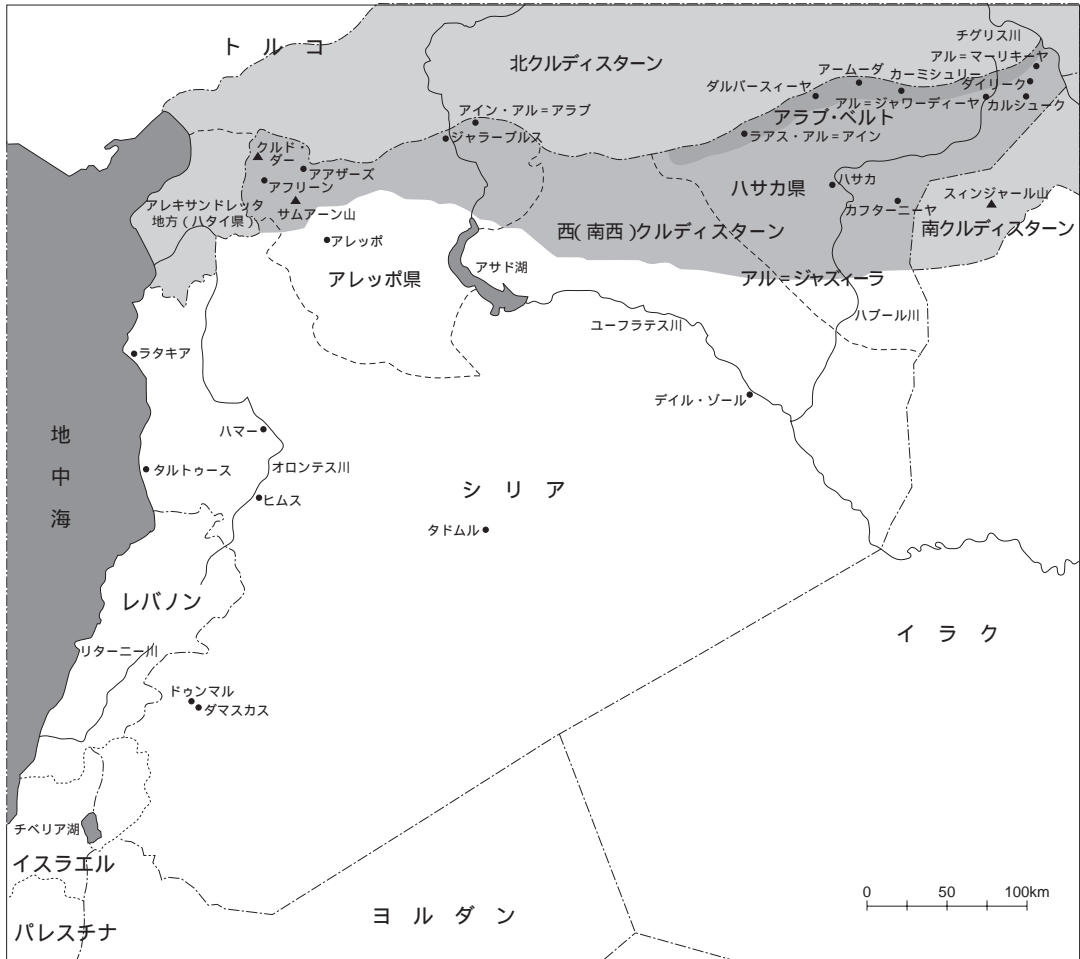 ト ル コ
北クルディスターン
チグリス川
アル=マーリキーヤ
アームーダ
カーミシュリー
ダイリーク
ダルバースィーヤ
アル=ジャワーディーヤ
カルシューク
アラブ・ベルト
アイン・アル=アラブ
ジャラーブルス
ラアス・アル=アイン
クルド・
ダー
アアザーズ
アフリーン
サムアーン山
アレキサンドレッタ
地方(ハタイ県)
ハサカ県
ハサカ
カフターニーヤ
スィンジャール山
南クルディスターン
西(南西)クルディスターン
アレッポ
アレッポ県
アサド湖
アル=ジャズィーラ
ユーフラテス川
ハブール川
ラタキア
デイル・ゾール
地
中
海
ハマー
オロンテス川
タルトゥース
ヒムス
シ リ ア
タドムル
レバノン
イ ラ ク
リターニー川
ドゥンマル
ダマスカス
チベリア湖
イスラエル
ヨ ル ダ ン
パレスチナ
0 50 100km